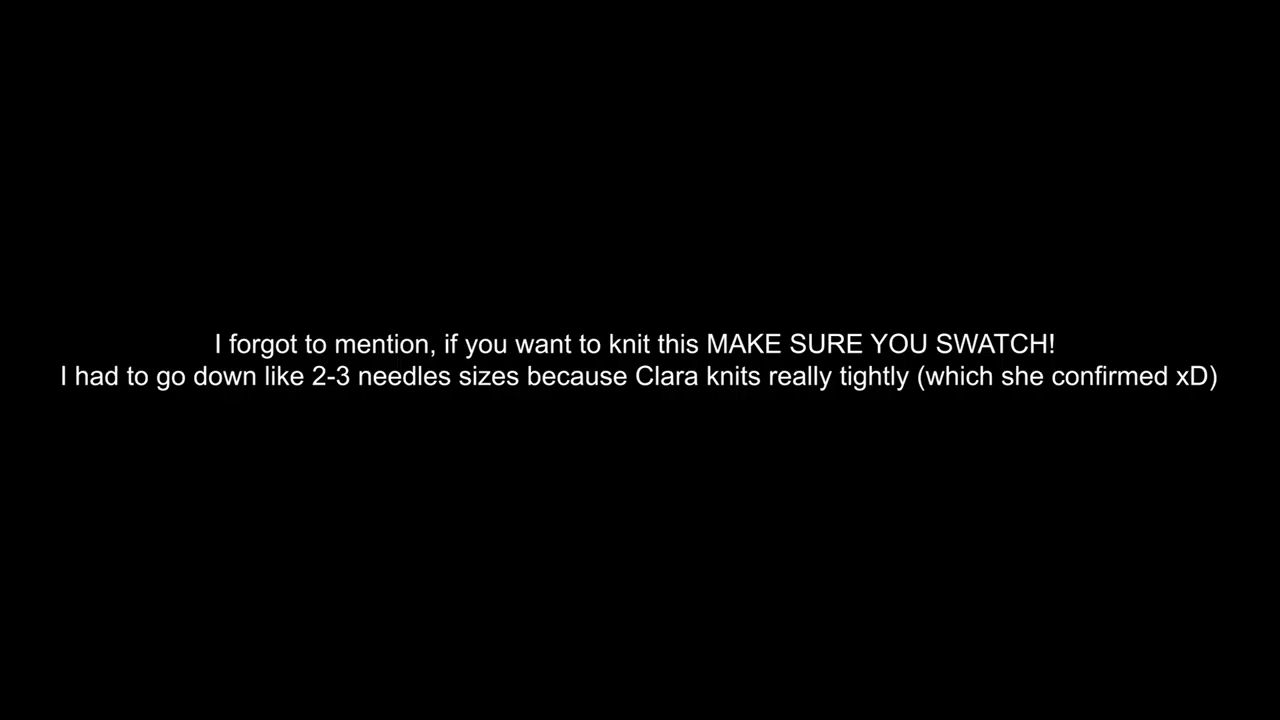 I forgot to mention, if you want to knit this MAKE SURE YOU SWATCH!
I had to go down like 2-3 needles sizes because Clara knits really tightly (which she confirmed xD)